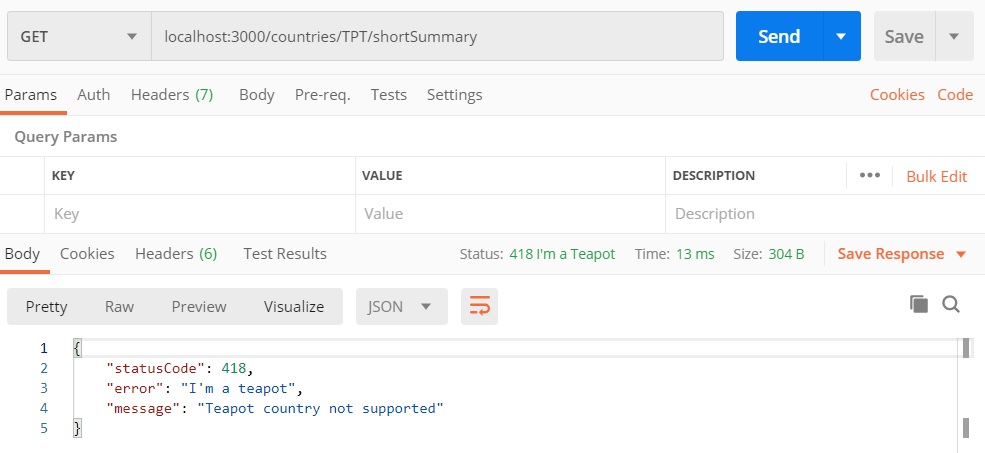 GET localhost:3000/countries/TPT/shortSummary Send Save
Params Auth Headers (7) Body Pre-req. Tests Settings Cookies Code
Query Params
KEY VALUE DESCRIPTION ••• Bulk Edit
Key Value Description
Body Cookies Headers (6) Test Results Status: 418 I'm a Teapot Time: 13 ms Size: 304 B Save Response
Pretty Raw Preview Visualize JSON
1 {
2 "statusCode": 418,
3 "error": "I'm a teapot",
4 "message": "Teapot country not supported"
5 }